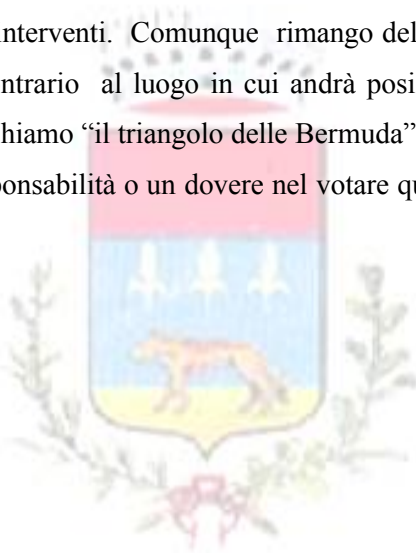 interventi. Comunque rimango del
ntrario al luogo in cui andrà posi
hiamo “il triangolo delle Bermuda”
ponsabilità o un dovere nel votare qu